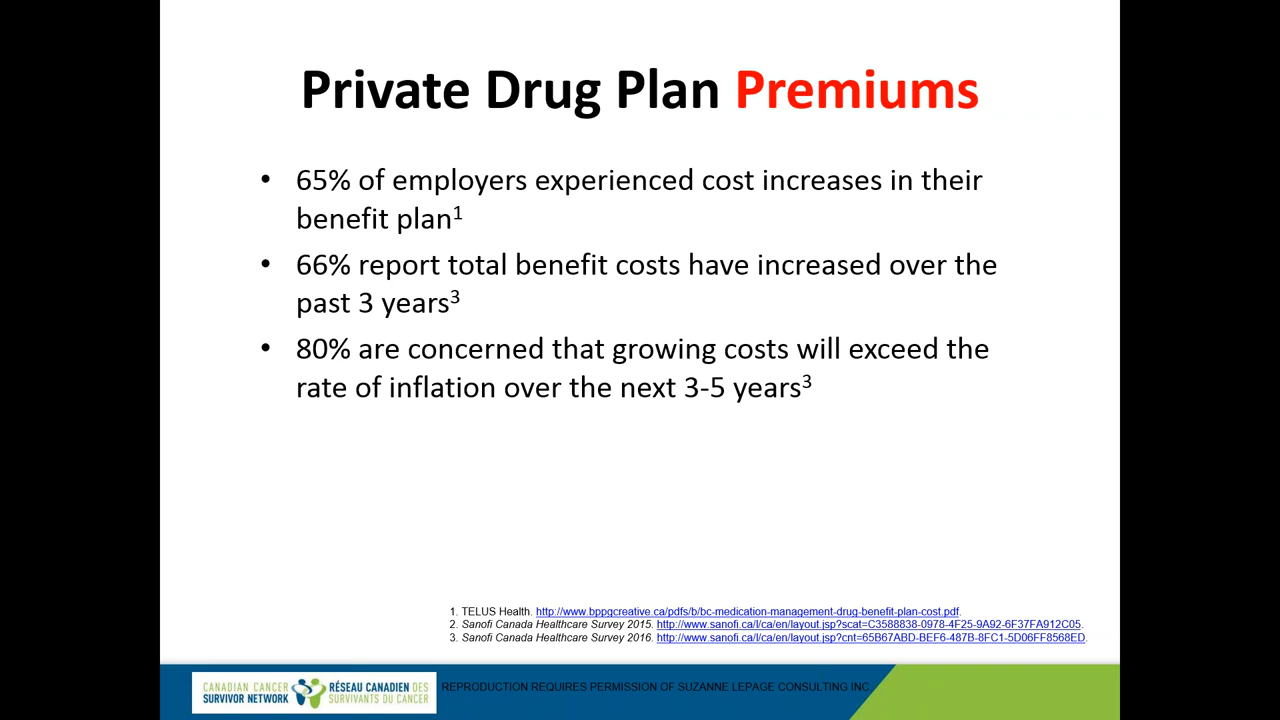 Private Drug Plan Premiums
• 65% of employers experienced cost increases in their
benefit plan1
• 66% report total benefit costs have increased over the
past 3 years3
• 80% are concerned that growing costs will exceed the
rate of inflation over the next 3-5 years3
1. TELUS Health. http://www.bppgcreative.ca/pdfs/b/bc-medication-management-drug-benefit-plan-cost.pdf.
2. Sanofi Canada Healthcare Survey 2015. http://www.sanofi.ca/l/ca/en/layout.jsp?scat=C3588838-0978-4F25-9A92-6F37FA912C05.
3. Sanofi Canada Healthcare Survey 2016. http://www.sanofi.ca/l/ca/en/layout.jsp?cnt=65B67ABD-BEF6-487B-8FC1-5D06FF8568ED.
CANADIAN CANCER
SURVIVOR NETWORK
RÉSEAU CANADIEN DES
SURVIVANTS DU CANCER
REPRODUCTION REQUIRES PERMISSION OF SUZANNE LEPAGE CONSULTING INC.